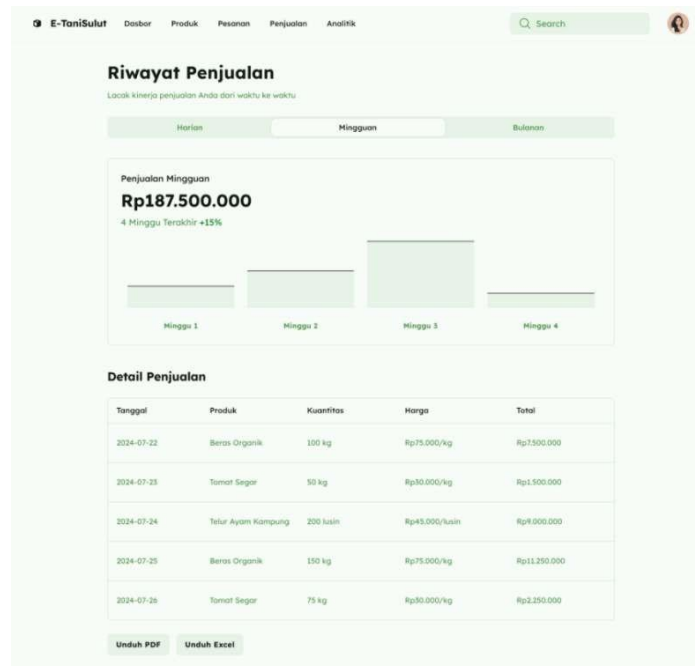 E-TaniSulut Dasbor Produk Pesanan Penjualan Analitik Search
Riwayat Penjualan
Lacak kinerja penjualan Anda dari waktu ke waktu
Harian Mingguan Bulanan
Penjualan Mingguan
Rp187.500.000
4 Minggu Terakhir +15%
Minggu 1 Minggu 2 Minggu 3 Minggu 4
Detail Penjualan
Tanggal Produk Kuantitas Harga Total
2024-07-22 Beras Organik 100 kg Rp75.000/kg Rp7.500.000
2024-07-23 Tomat Segar 50 kg Rp30.000/kg Rp1.500.000
2024-07-24 Telur Ayam Kampung 200 lusin Rp45.000/lusin Rp9.000.000
2024-07-25 Beras Organik 150 kg Rp75.000/kg Rp11.250.000
2024-07-26 Tomat Segar 75 kg Rp30.000/kg Rp2.250.000
Unduh PDF Unduh Excel